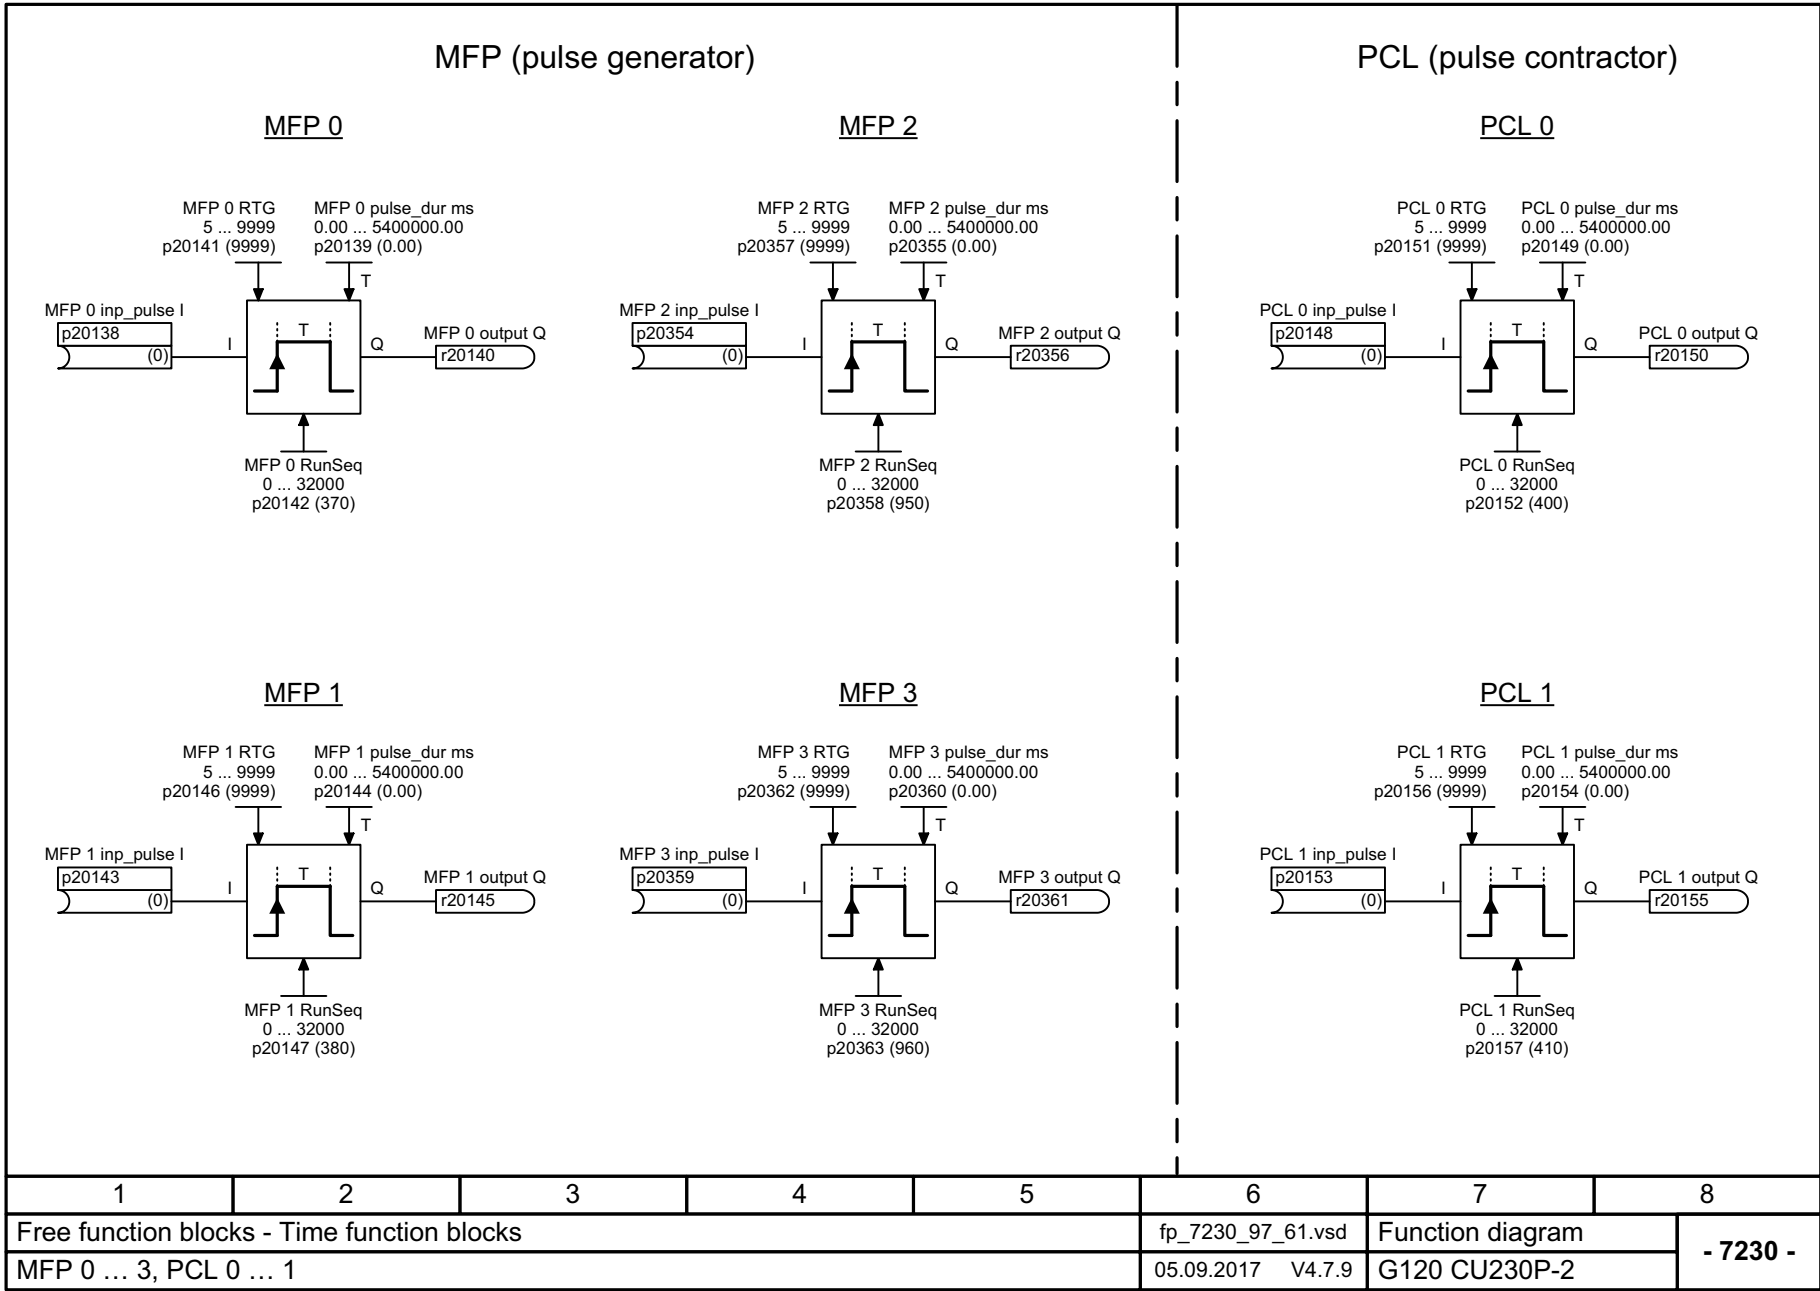 MFP (pulse generator)
PCL (pulse contractor)
MFP 0
MFP 0 RTG
5 ... 9999
p20141 (9999)
MFP 0 pulse_dur ms
0.00 ... 5400000.00
p20139 (0.00)
T
MFP 0 inp_pulse I
p20138
(0)
I
T
Q
MFP 0 output Q
r20140
MFP 0 RunSeq
0 ... 32000
p20142 (370)
MFP 2
MFP 2 RTG
5 ... 9999
p20357 (9999)
MFP 2 pulse_dur ms
0.00 ... 5400000.00
p20355 (0.00)
T
MFP 2 inp_pulse I
p20354
(0)
I
T
Q
MFP 2 output Q
r20356
MFP 2 RunSeq
0 ... 32000
p20358 (950)
PCL 0
PCL 0 RTG
5 ... 9999
p20151 (9999)
PCL 0 pulse_dur ms
0.00 ... 5400000.00
p20149 (0.00)
T
PCL 0 inp_pulse I
p20148
(0)
I
T
Q
PCL 0 output Q
r20150
PCL 0 RunSeq
0 ... 32000
p20152 (400)
MFP 1
MFP 1 RTG
5 ... 9999
p20146 (9999)
MFP 1 pulse_dur ms
0.00 ... 5400000.00
p20144 (0.00)
T
MFP 1 inp_pulse I
p20143
(0)
I
T
Q
MFP 1 output Q
r20145
MFP 1 RunSeq
0 ... 32000
p20147 (380)
MFP 3
MFP 3 RTG
5 ... 9999
p20362 (9999)
MFP 3 pulse_dur ms
0.00 ... 5400000.00
p20360 (0.00)
T
MFP 3 inp_pulse I
p20359
(0)
I
T
Q
MFP 3 output Q
r20361
MFP 3 RunSeq
0 ... 32000
p20363 (960)
PCL 1
PCL 1 RTG
5 ... 9999
p20156 (9999)
PCL 1 pulse_dur ms
0.00 ... 5400000.00
p20154 (0.00)
T
PCL 1 inp_pulse I
p20153
(0)
I
T
Q
PCL 1 output Q
r20155
PCL 1 RunSeq
0 ... 32000
p20157 (410)
1 2 3 4 5 6 7 8
Free function blocks - Time function blocks
fp_7230_97_61.vsd
Function diagram
- 7230 -
MFP 0 … 3, PCL 0 … 1
05.09.2017 V4.7.9
G120 CU230P-2